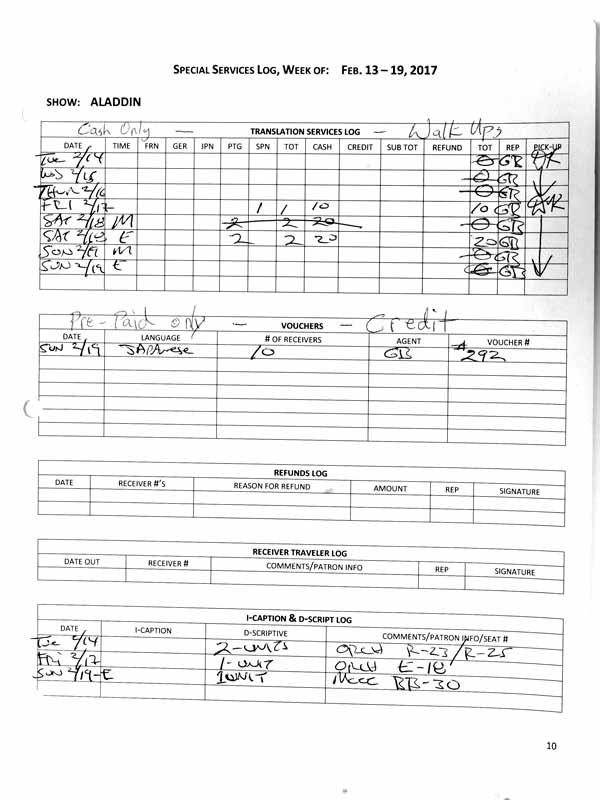 SPECIAL SERVICES LOG, WEEK OF: FEB. 13 – 19, 2017
SHOW: ALADDIN
Cash Only — TRANSLATION SERVICES LOG — Walk Ups
DATE TIME FRN GER JPN PTG SPN TOT CASH CREDIT SUB TOT REFUND TOT REP PICK-UP
Tue 2/14 0 GB
WED 2/15 0 GB
THUR 2/16 0 GB
FRI 2/17 1 1 10 10 GB
SAT 2/18 M 2 2 20 0 GB
SAT 2/18 E 2 2 20 20 GB
SUN 2/19 M 0 GB
SUN 2/19 E 0 GB
Pre-Paid only — VOUCHERS — Credit
DATE LANGUAGE # OF RECEIVERS AGENT VOUCHER #
SUN 2/19 JAPANese 10 GB #292
REFUNDS LOG
DATE RECEIVER #'S REASON FOR REFUND AMOUNT REP SIGNATURE
RECEIVER TRAVELER LOG
DATE OUT RECEIVER # COMMENTS/PATRON INFO REP SIGNATURE
I-CAPTION & D-SCRIPT LOG
DATE I-CAPTION D-SCRIPTIVE COMMENTS/PATRON INFO/SEAT #
Tue 2/14 2-UNITS ORCH R-23/R-25
FRI 2/17 1-UNIT ORCH E-18
SUN 2/19-E 1 UNIT Mezz BB-30
10